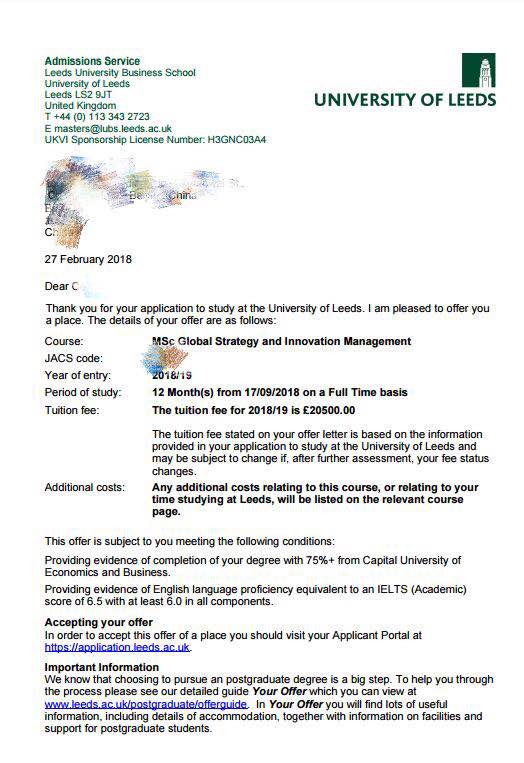 Admissions Service
Leeds University Business School
University of Leeds
Leeds LS2 9JT
United Kingdom
T +44 (0) 113 343 2723
E masters@lubs.leeds.ac.uk
UKVI Sponsorship License Number: H3GNC03A4
UNIVERSITY OF LEEDS
China
27 February 2018
Dear C
Thank you for your application to study at the University of Leeds. I am pleased to offer you
a place. The details of your offer are as follows:
Course: MSc Global Strategy and Innovation Management
JACS code:
Year of entry: 2018/19
Period of study: 12 Month(s) from 17/09/2018 on a Full Time basis
Tuition fee: The tuition fee for 2018/19 is £20500.00
The tuition fee stated on your offer letter is based on the information
provided in your application to study at the University of Leeds and
may be subject to change if, after further assessment, your fee status
changes.
Additional costs: Any additional costs relating to this course, or relating to your
time studying at Leeds, will be listed on the relevant course
page.
This offer is subject to you meeting the following conditions:
Providing evidence of completion of your degree with 75%+ from Capital University of
Economics and Business.
Providing evidence of English language proficiency equivalent to an IELTS (Academic)
score of 6.5 with at least 6.0 in all components.
Accepting your offer
In order to accept this offer of a place you should visit your Applicant Portal at
https://application.leeds.ac.uk.
Important Information
We know that choosing to pursue an postgraduate degree is a big step. To help you through
the process please see our detailed guide Your Offer which you can view at
www.leeds.ac.uk/postgraduate/offerguide. In Your Offer you will find lots of useful
information, including details of accommodation, together with information on facilities and
support for postgraduate students.